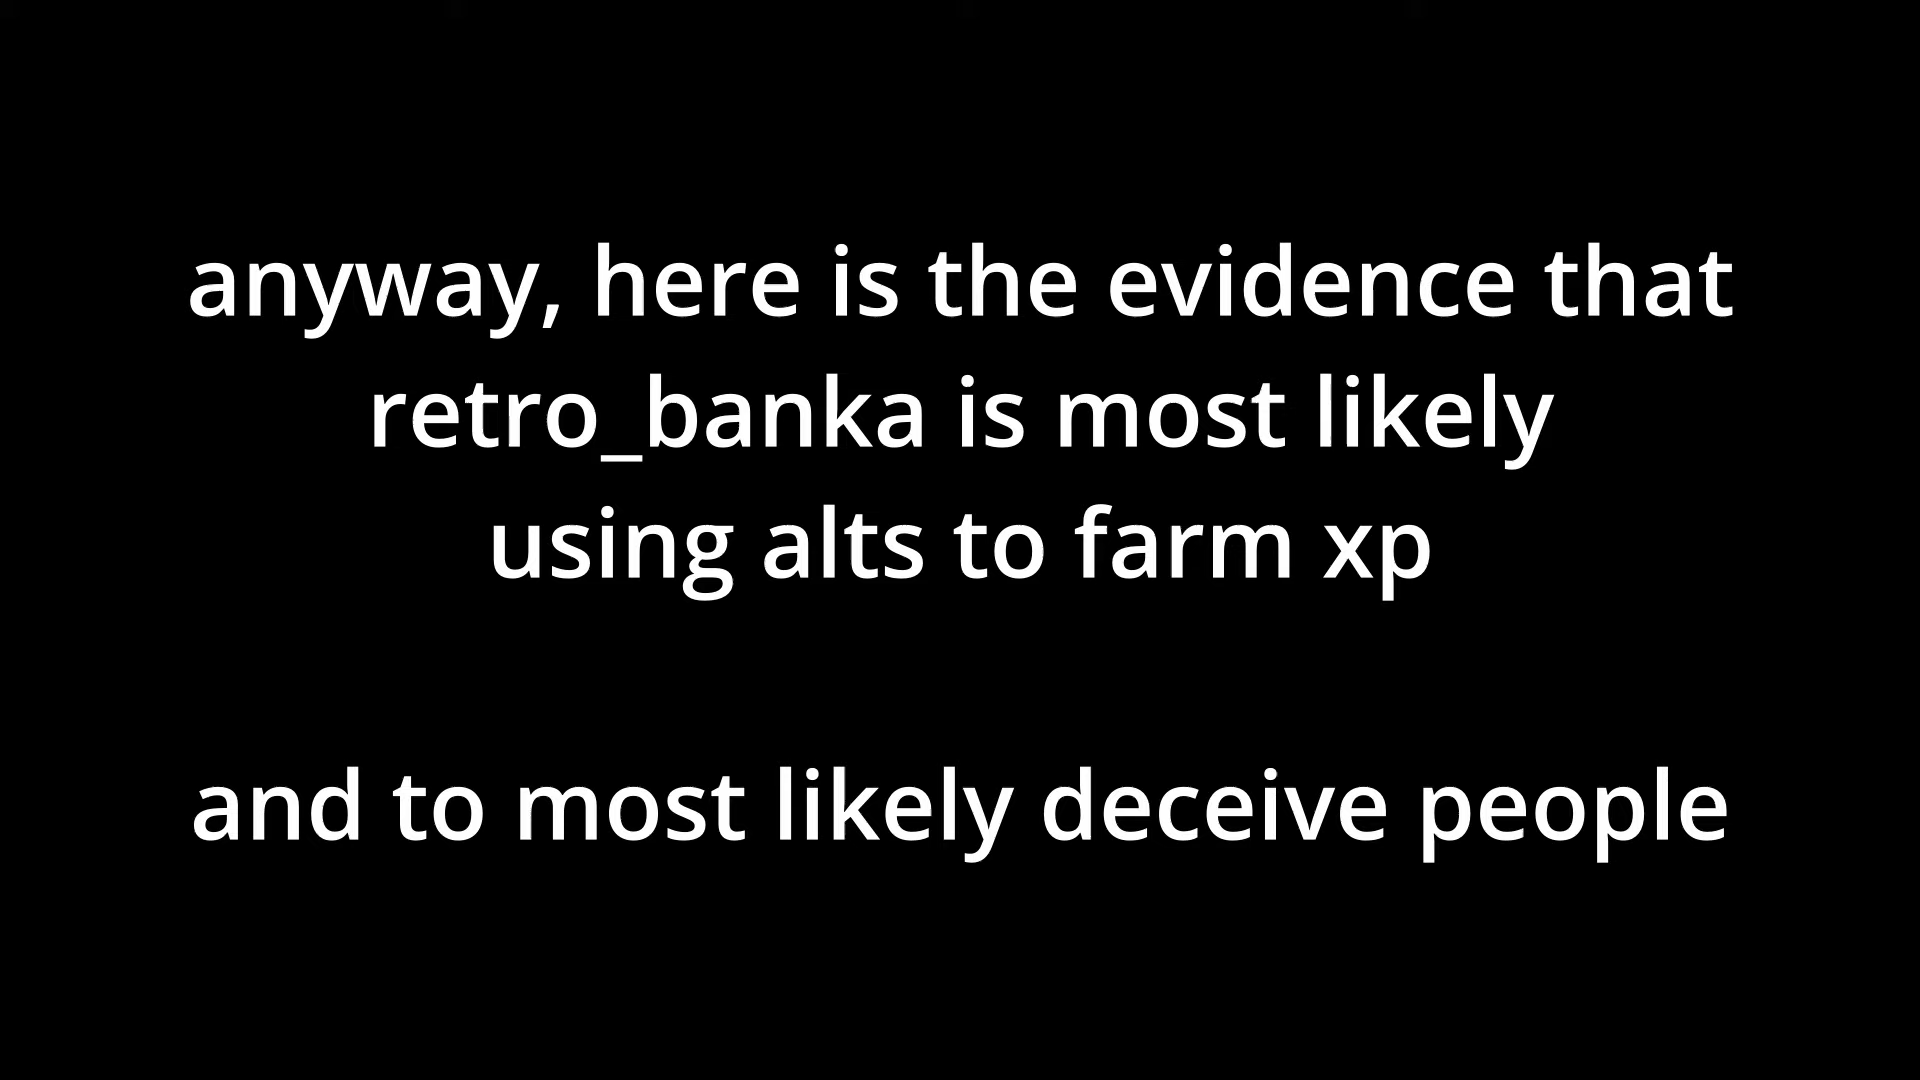 anyway, here is the evidence that
retro_banka is most likely
using alts to farm xp
and to most likely deceive people